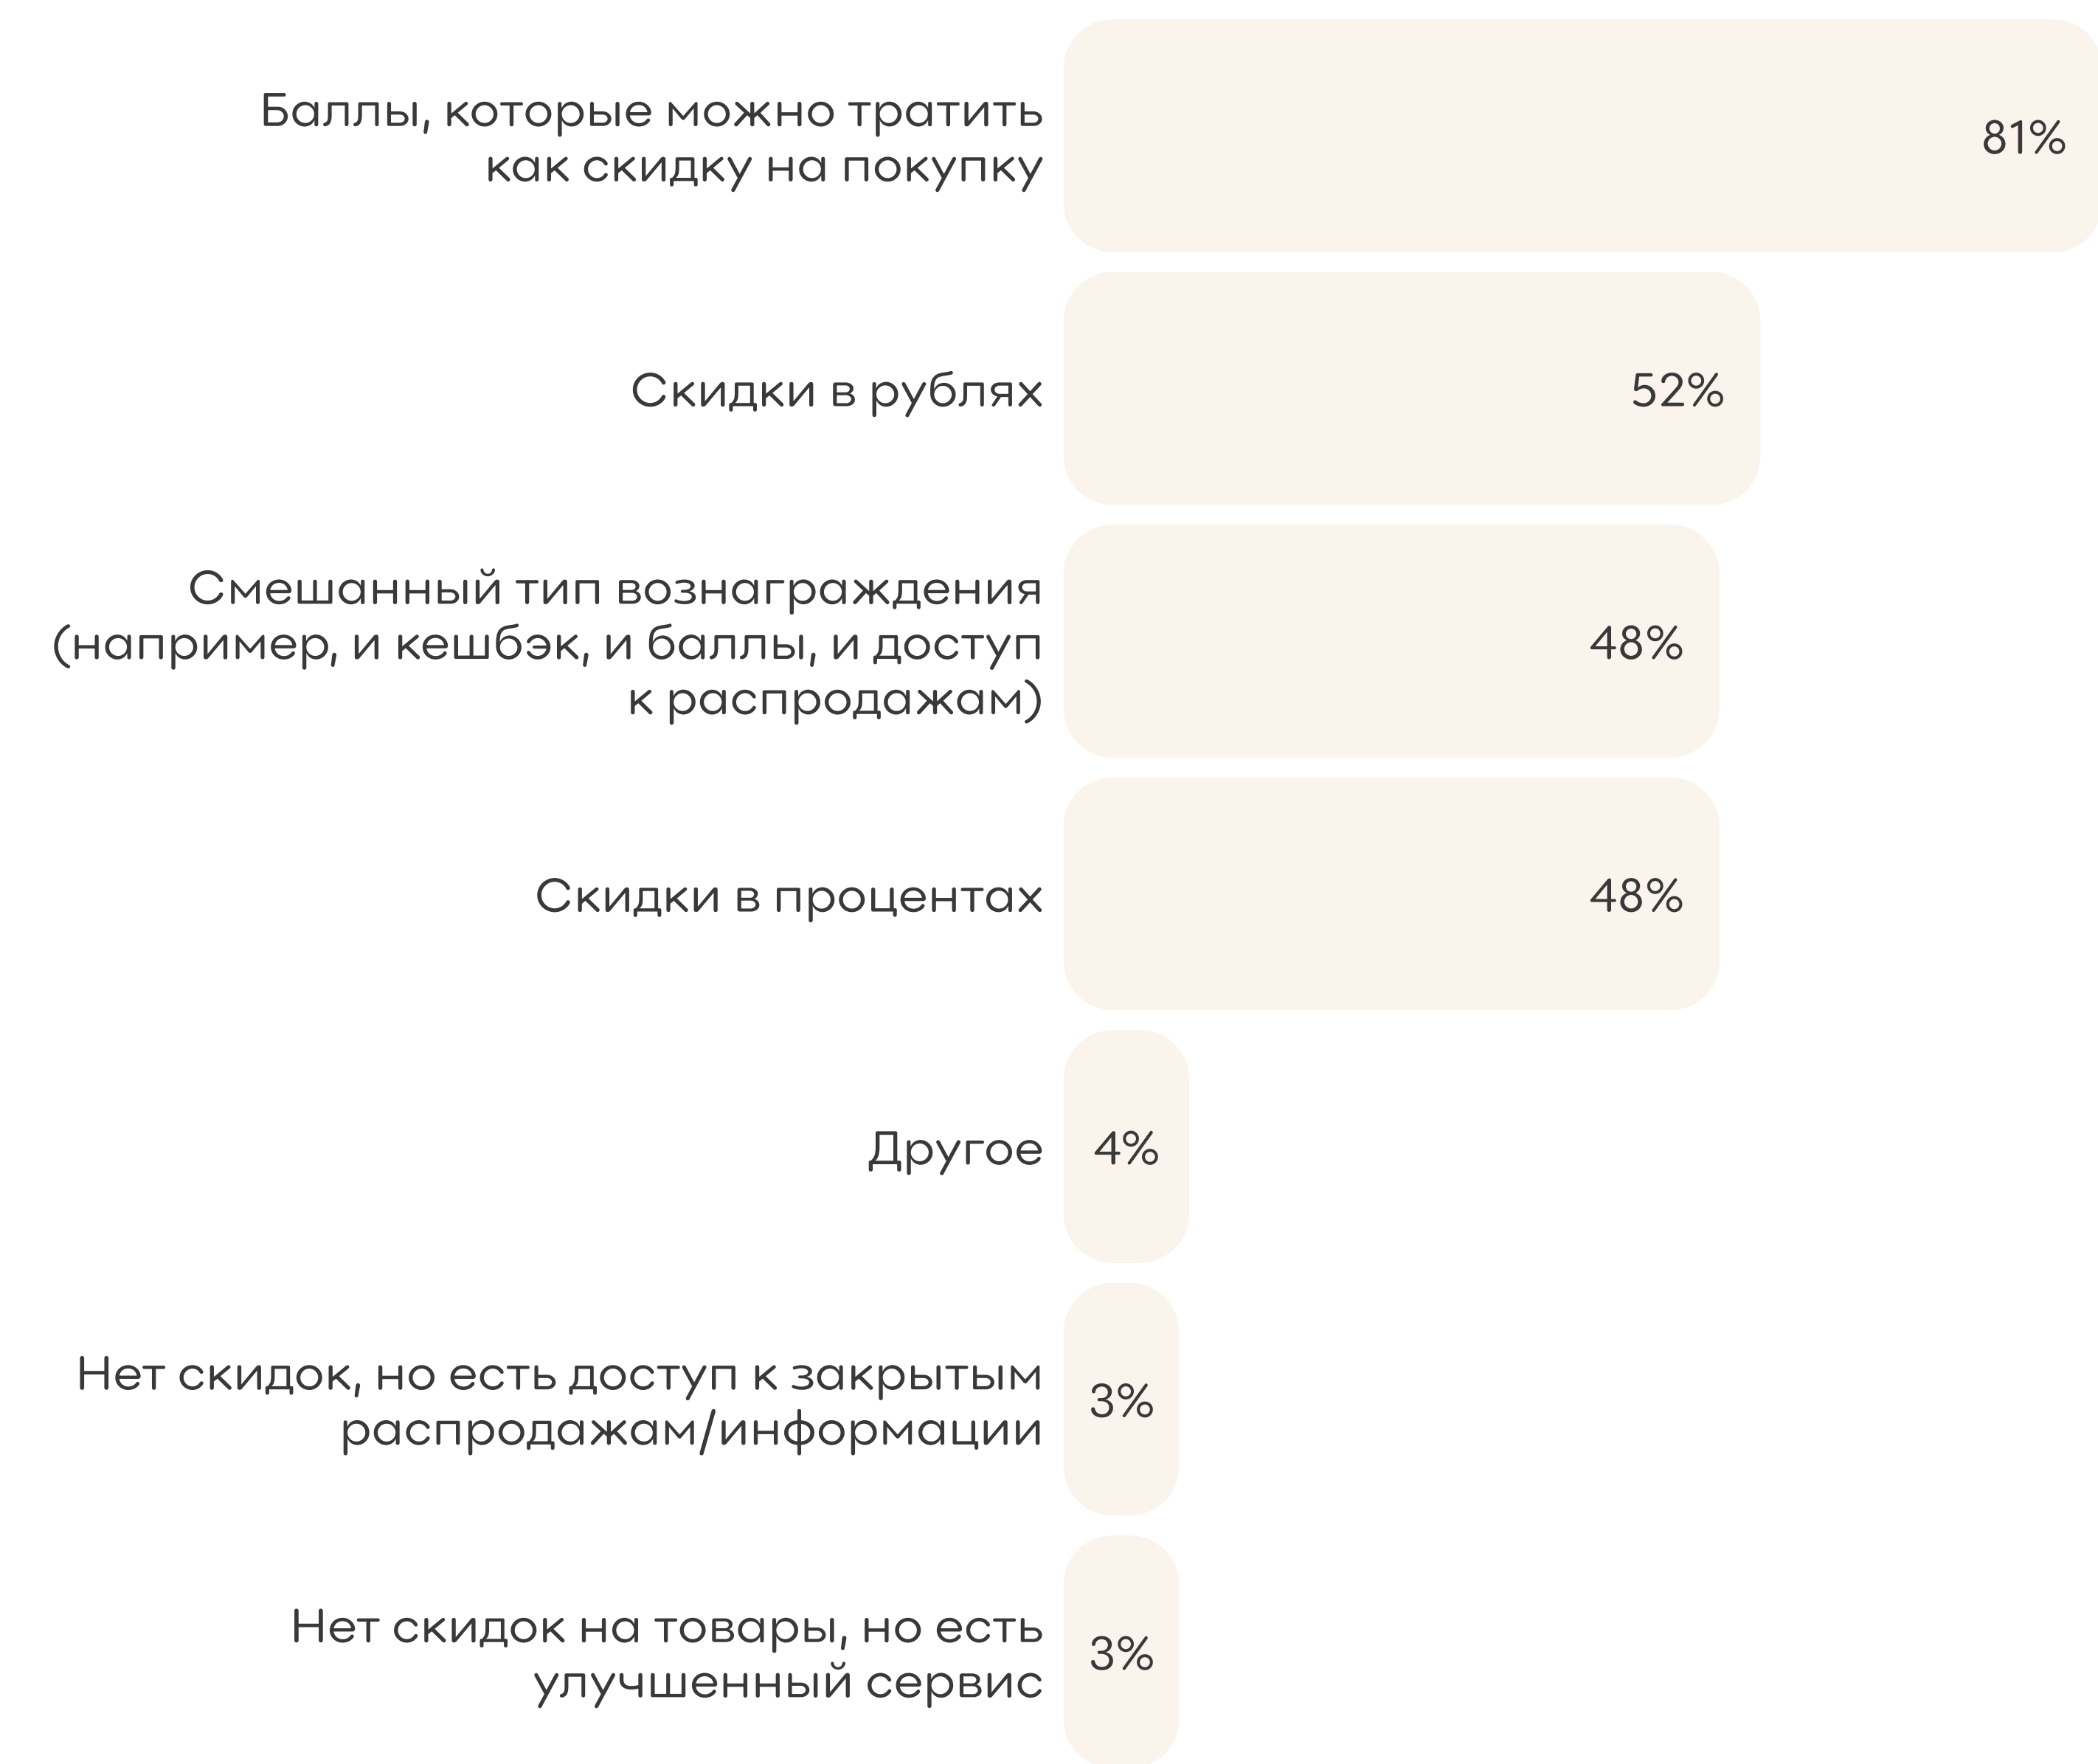 Баллы, которые можно тратить
как скидку на покупку
81%
Скидки в рублях
52%
Смешанный тип вознаграждения
(например, и кешбэк, и баллы, и доступ
к распродажам)
48%
Скидки в процентах
48%
Другое
4%
Нет скидок, но есть доступ к закрытым
распродажам/информации
3%
Нет скидок на товары, но есть
улучшенный сервис
3%